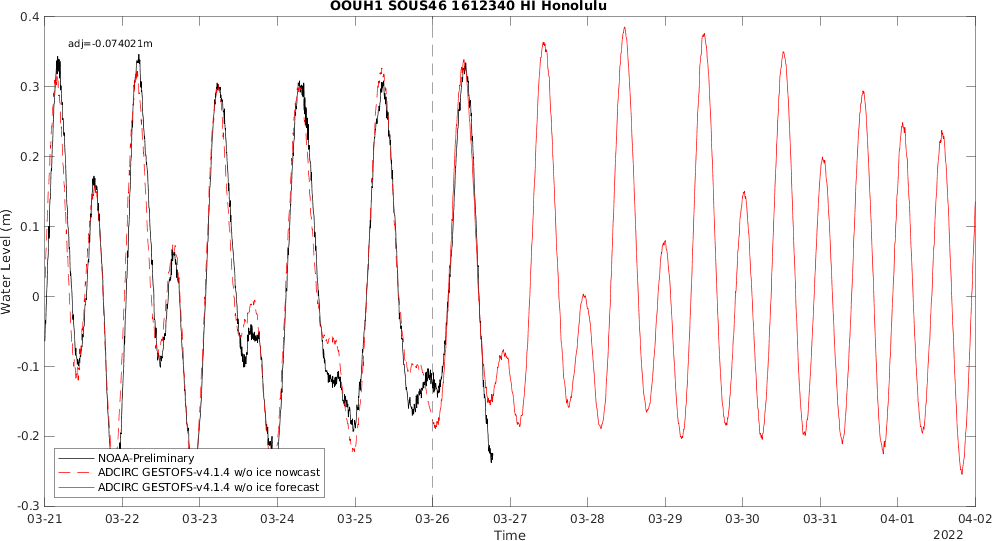 OOUH1 SOUS46 1612340 HI Honolulu
adj=-0.074021m
0.4
0.3
0.2
0.1
0
-0.1
-0.2
-0.3
Water Level (m)
NOAA-Preliminary
ADCIRC GESTOFS-v4.1.4 w/o ice nowcast
ADCIRC GESTOFS-v4.1.4 w/o ice forecast
03-21 03-22 03-23 03-24 03-25 03-26 03-27 03-28 03-29 03-30 03-31 04-01 04-02
Time
2022